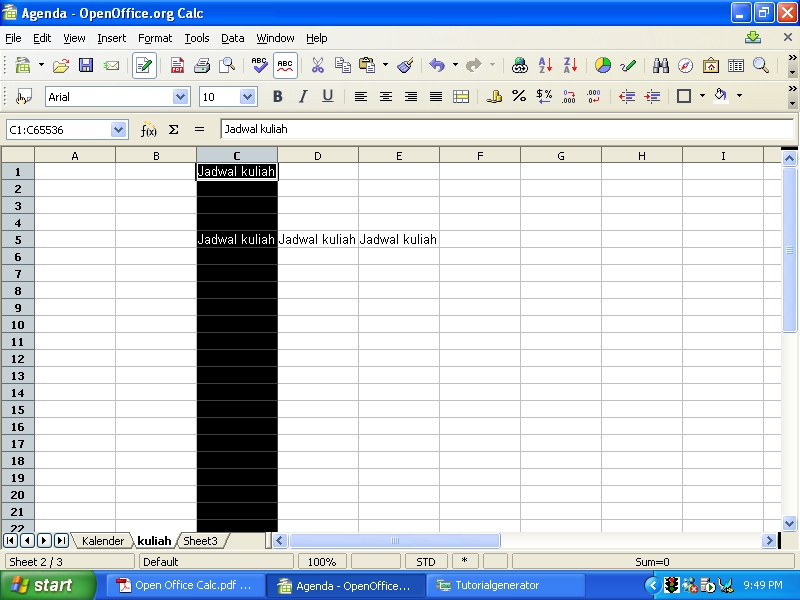 Agenda - OpenOffice.org Calc
File Edit View Insert Format Tools Data Window Help
ABC ABC
Arial 10 B I U
C1:C65536 f(x) Σ = Jadwal kuliah
A B C D E F G H I
1 Jadwal kuliah
2
3
4
5 Jadwal kuliah Jadwal kuliah Jadwal kuliah
6
7
8
9
10
11
12
13
14
15
16
17
18
19
20
21
22
Kalender kuliah Sheet3
Sheet 2 / 3 Default 100% STD * Sum=0
start Open Office Calc.pdf ... Agenda - OpenOffice... Tutorialgenerator 9:49 PM